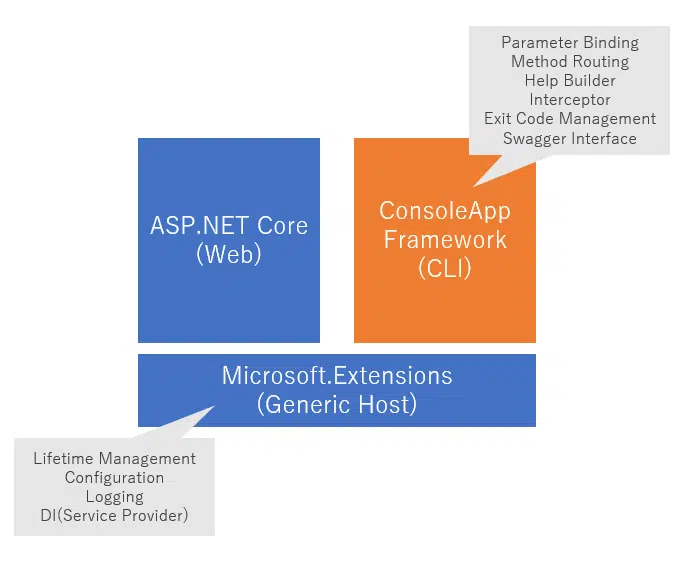 Parameter Binding
Method Routing
Help Builder
Interceptor
Exit Code Management
Swagger Interface
ASP.NET Core
(Web)
ConsoleApp
Framework
(CLI)
Microsoft.Extensions
(Generic Host)
Lifetime Management
Configuration
Logging
DI(Service Provider)